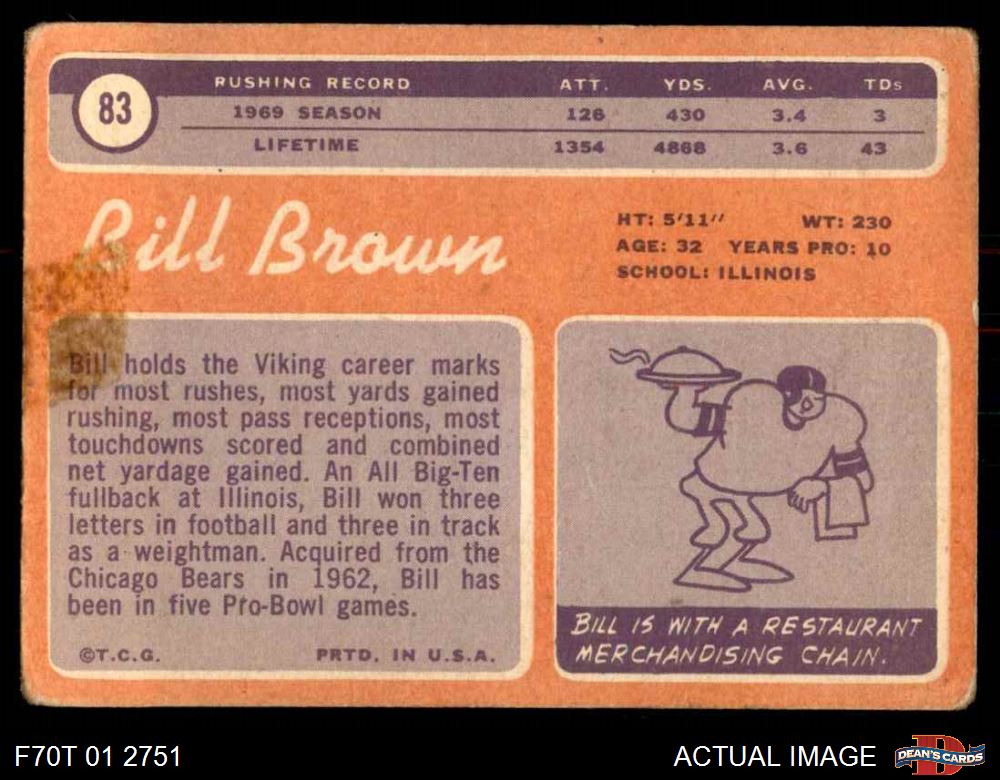 83
RUSHING RECORD ATT. YDS. AVG. TDs
1969 SEASON 126 430 3.4 3
LIFETIME 1354 4868 3.6 43
Bill Brown
HT: 5'11" WT: 230
AGE: 32 YEARS PRO: 10
SCHOOL: ILLINOIS
Bill holds the Viking career marks
for most rushes, most yards gained
rushing, most pass receptions, most
touchdowns scored and combined
net yardage gained. An All Big-Ten
fullback at Illinois, Bill won three
letters in football and three in track
as a weightman. Acquired from the
Chicago Bears in 1962, Bill has
been in five Pro-Bowl games.
©T.C.G. PRTD. IN U.S.A.
BILL IS WITH A RESTAURANT
MERCHANDISING CHAIN.
F70T 01 2751 ACTUAL IMAGE
D
DEAN'S CARDS